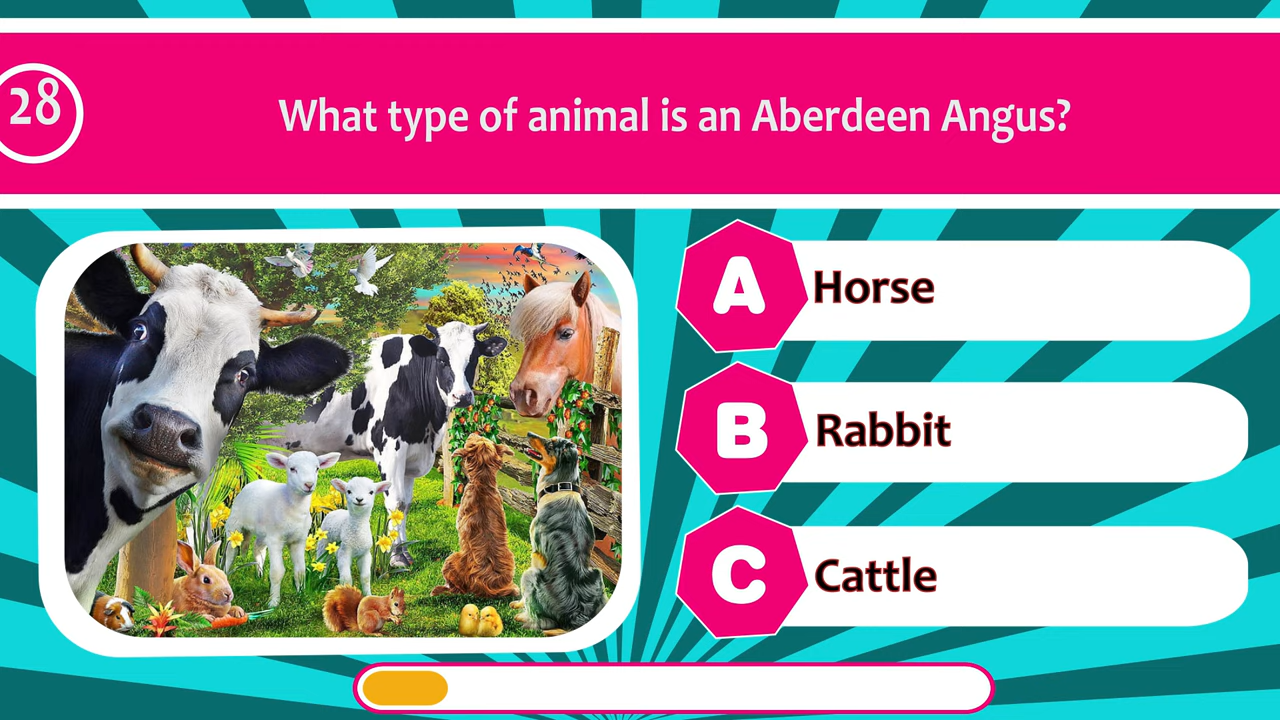 28
What type of animal is an Aberdeen Angus?
A Horse
B Rabbit
C Cattle